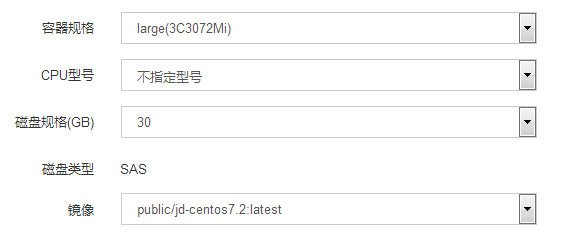 容器规格 large(3C3072Mi)
CPU型号 不指定型号
磁盘规格(GB) 30
磁盘类型 SAS
镜像 public/jd-centos7.2:latest